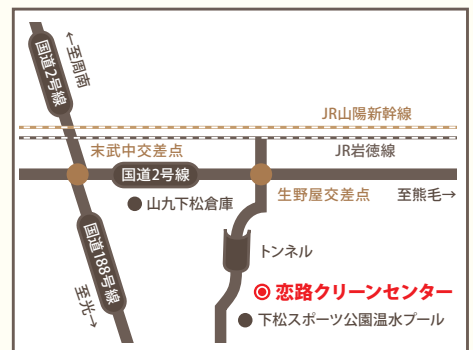 ←至周南
国道2号線
JR山陽新幹線
末武中交差点
JR岩徳線
国道2号線
生野屋交差点
至熊毛→
山九下松倉庫
国道188号線
至光→
トンネル
恋路クリーンセンター
下松スポーツ公園温水プール